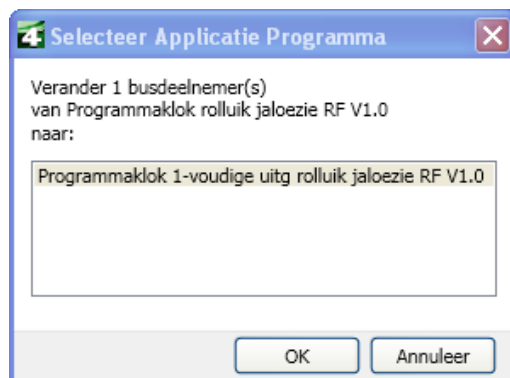 4 Selecteer Applicatie Programma
Verander 1 busdeelnemer(s)
van Programmaklok rolluik jaloezie RF V1.0
naar:
Programmaklok 1-voudige uitg rolluik jaloezie RF V1.0
OK Annuleer